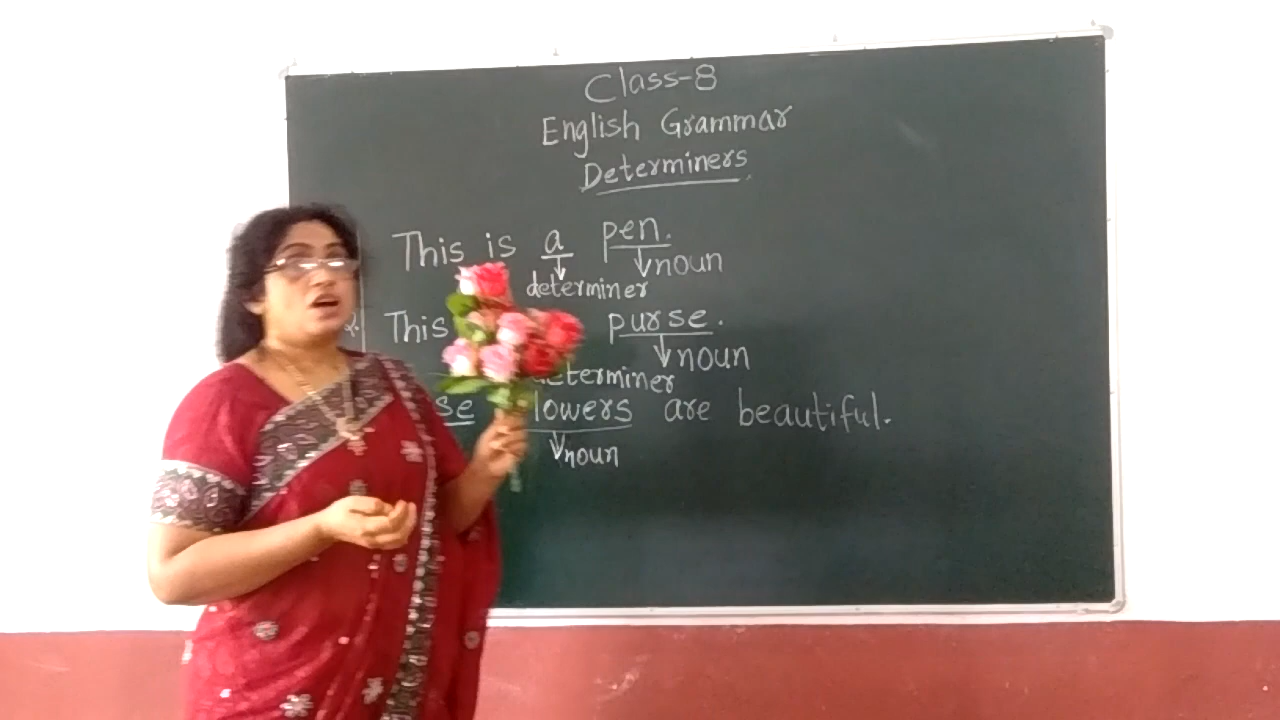 Class-8
English Grammar
Determiners
This is a pen.
noun
determiner
This purse.
noun
determiner
se lowers are beautiful.
noun